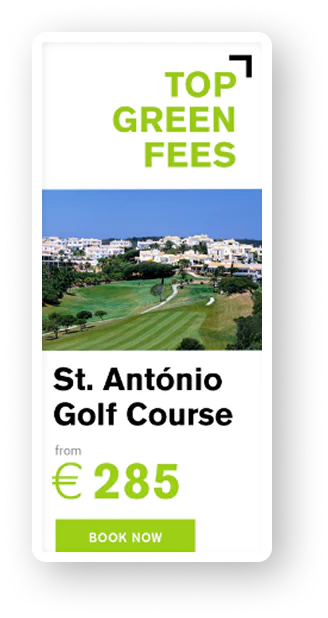 TOP
GREEN
FEES
St. António
Golf Course
from
€ 285
BOOK NOW